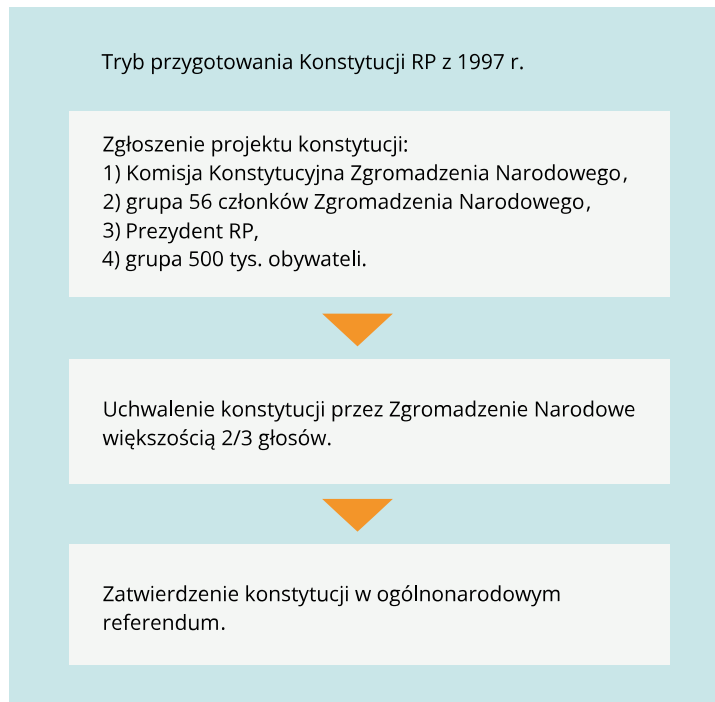 Tryb przygotowania Konstytucji RP z 1997 r.
Zgłoszenie projektu konstytucji:
1) Komisja Konstytucyjna Zgromadzenia Narodowego,
2) grupa 56 członków Zgromadzenia Narodowego,
3) Prezydent RP,
4) grupa 500 tys. obywateli.
Uchwalenie konstytucji przez Zgromadzenie Narodowe
większością 2/3 głosów.
Zatwierdzenie konstytucji w ogólnonarodowym
referendum.